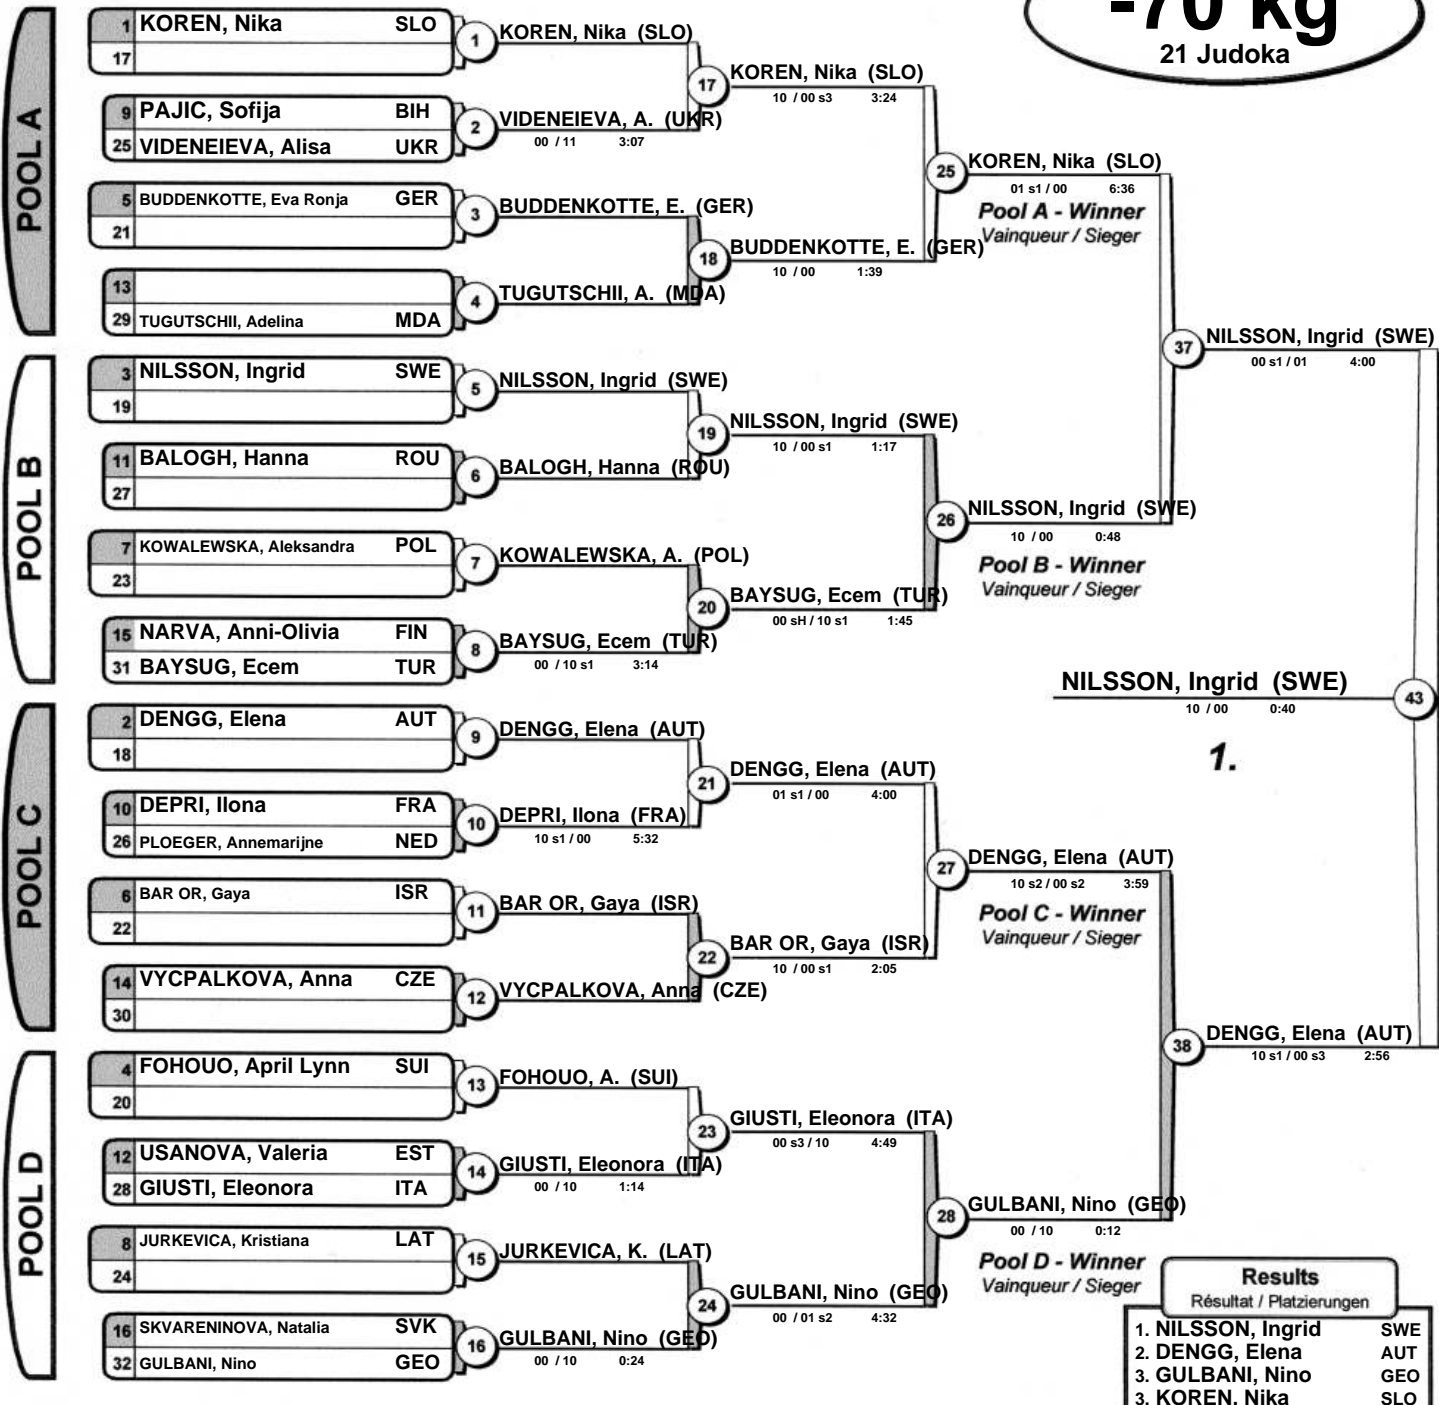 -70 kg
21 Judoka
POOL A
1 KOREN, Nika SLO
17
9 PAJIC, Sofija BIH
25 VIDENEIEVA, Alisa UKR
5 BUDDENKOTTE, Eva Ronja GER
21
13
29 TUGUTSCHII, Adelina MDA
POOL B
3 NILSSON, Ingrid SWE
19
11 BALOGH, Hanna ROU
27
7 KOWALEWSKA, Aleksandra POL
23
15 NARVA, Anni-Olivia FIN
31 BAYSUG, Ecem TUR
POOL C
2 DENGG, Elena AUT
18
10 DEPRI, Ilona FRA
26 PLOEGER, Annemarijne NED
6 BAR OR, Gaya ISR
22
14 VYCPALKOVA, Anna CZE
30
POOL D
4 FOHOUO, April Lynn SUI
20
12 USANOVA, Valeria EST
28 GIUSTI, Eleonora ITA
8 JURKEVICA, Kristiana LAT
24
16 SKVARENINOVA, Natalia SVK
32 GULBANI, Nino GEO
1 KOREN, Nika (SLO)
2 VIDENEIEVA, A. (UKR)
00 / 11 3:07
3 BUDDENKOTTE, E. (GER)
4 TUGUTSCHII, A. (MDA)
5 NILSSON, Ingrid (SWE)
6 BALOGH, Hanna (ROU)
7 KOWALEWSKA, A. (POL)
8 BAYSUG, Ecem (TUR)
00 / 10 s1 3:14
9 DENGG, Elena (AUT)
10 DEPRI, Ilona (FRA)
10 s1 / 00 5:32
11 BAR OR, Gaya (ISR)
12 VYCPALKOVA, Anna (CZE)
13 FOHOUO, A. (SUI)
14 GIUSTI, Eleonora (ITA)
00 / 10 1:14
15 JURKEVICA, K. (LAT)
16 GULBANI, Nino (GEO)
00 / 10 0:24
17 KOREN, Nika (SLO)
10 / 00 s3 3:24
18 BUDDENKOTTE, E. (GER)
10 / 00 1:39
19 NILSSON, Ingrid (SWE)
10 / 00 s1 1:17
20 BAYSUG, Ecem (TUR)
00 sH / 10 s1 1:45
21 DENGG, Elena (AUT)
01 s1 / 00 4:00
22 BAR OR, Gaya (ISR)
10 / 00 s1 2:05
23 GIUSTI, Eleonora (ITA)
00 s3 / 10 4:49
24 GULBANI, Nino (GEO)
00 / 01 s2 4:32
25 KOREN, Nika (SLO)
01 s1 / 00 6:36
Pool A - Winner
Vainqueur / Sieger
26 NILSSON, Ingrid (SWE)
10 / 00 0:48
Pool B - Winner
Vainqueur / Sieger
27 DENGG, Elena (AUT)
10 s2 / 00 s2 3:59
Pool C - Winner
Vainqueur / Sieger
28 GULBANI, Nino (GEO)
00 / 10 0:12
Pool D - Winner
Vainqueur / Sieger
37 NILSSON, Ingrid (SWE)
00 s1 / 01 4:00
38 DENGG, Elena (AUT)
10 s1 / 00 s3 2:56
NILSSON, Ingrid (SWE) 43
10 / 00 0:40
1.
Results
Résultat / Platzierungen
1. NILSSON, Ingrid SWE
2. DENGG, Elena AUT
3. GULBANI, Nino GEO
3. KOREN, Nika SLO